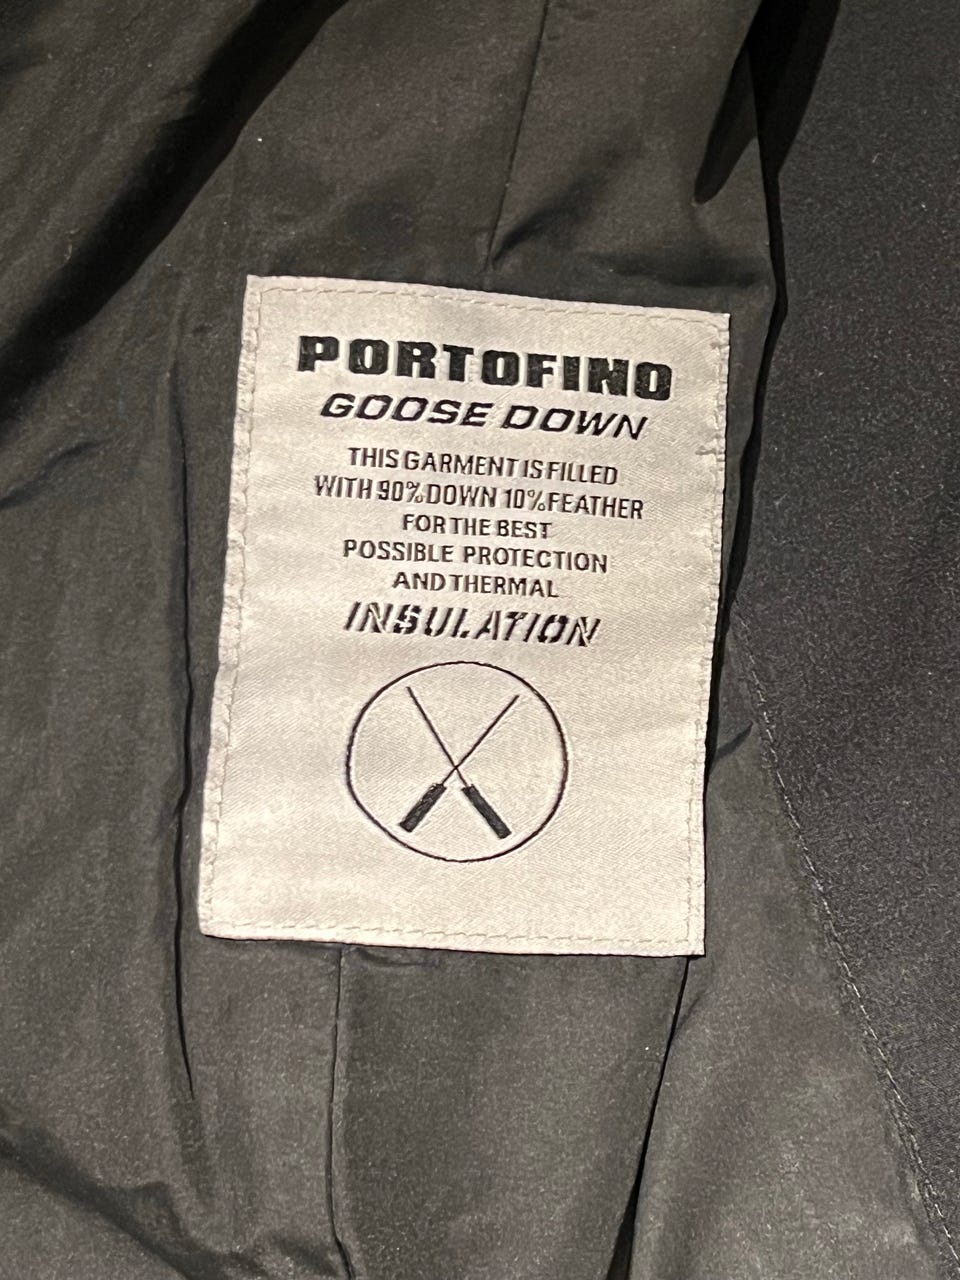 PORTOFINO
GOOSE DOWN
THIS GARMENT IS FILLED
WITH 90% DOWN 10% FEATHER
FOR THE BEST
POSSIBLE PROTECTION
AND THERMAL
INSULATION